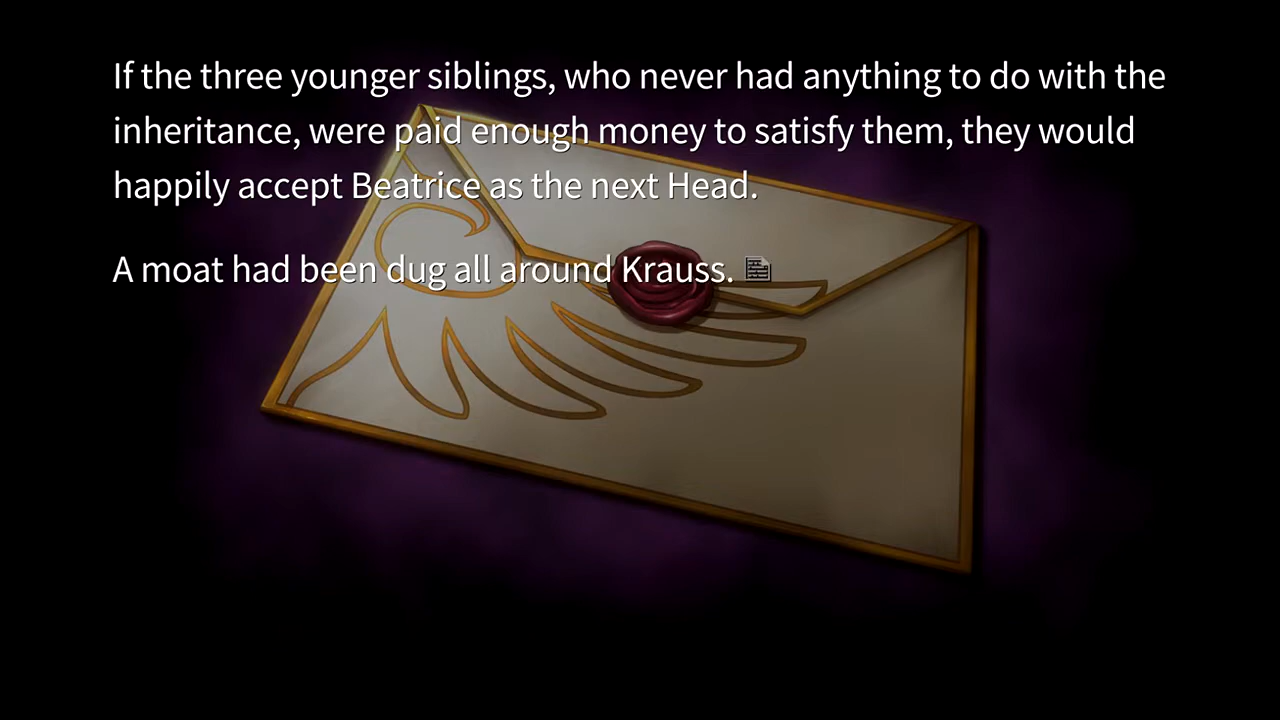 If the three younger siblings, who never had anything to do with the
inheritance, were paid enough money to satisfy them, they would
happily accept Beatrice as the next Head.
A moat had been dug all around Krauss.